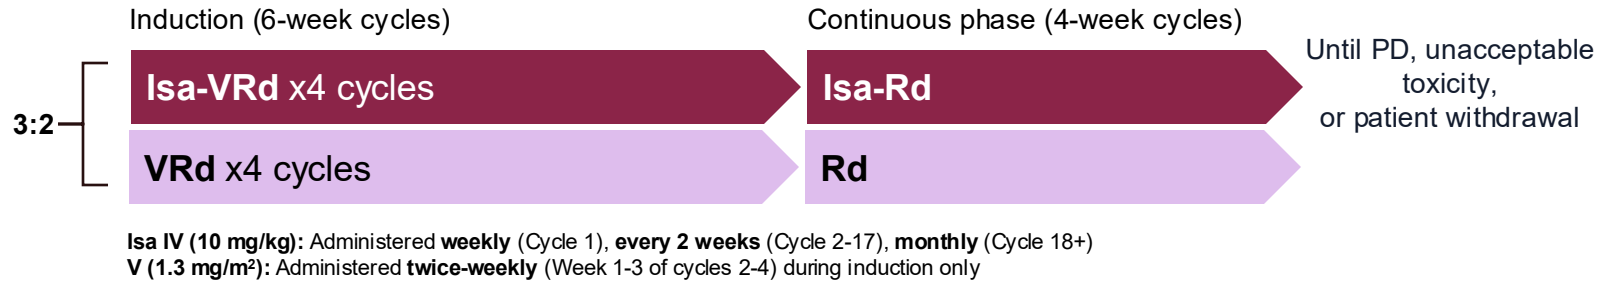 Induction (6-week cycles)
Continuous phase (4-week cycles)
Isa-VRd x4 cycles
Isa-Rd
Until PD, unacceptable
toxicity,
or patient withdrawal
3:2
VRd x4 cycles
Rd
Isa IV (10 mg/kg): Administered weekly (Cycle 1), every 2 weeks (Cycle 2-17), monthly (Cycle 18+)
V (1.3 mg/m²): Administered twice-weekly (Week 1-3 of cycles 2-4) during induction only